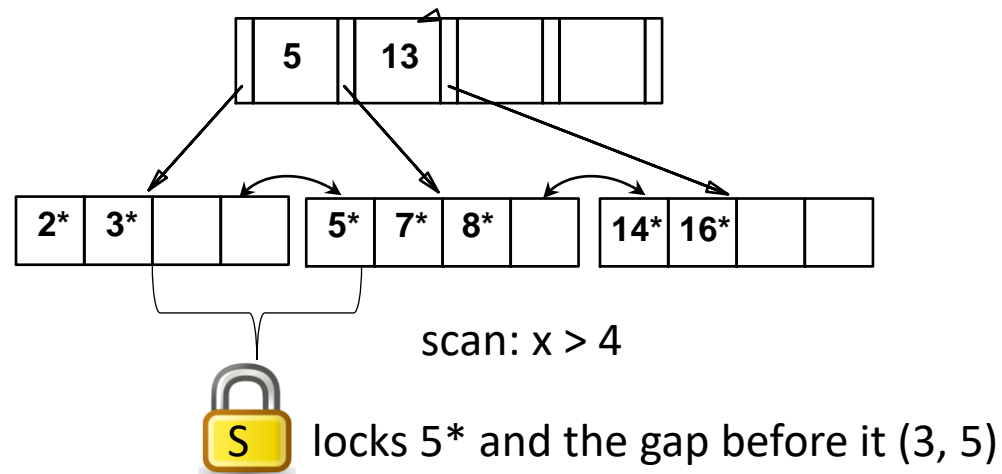 5 13
2* 3* 5* 7* 8* 14* 16*
scan: x > 4
S locks 5* and the gap before it (3, 5)